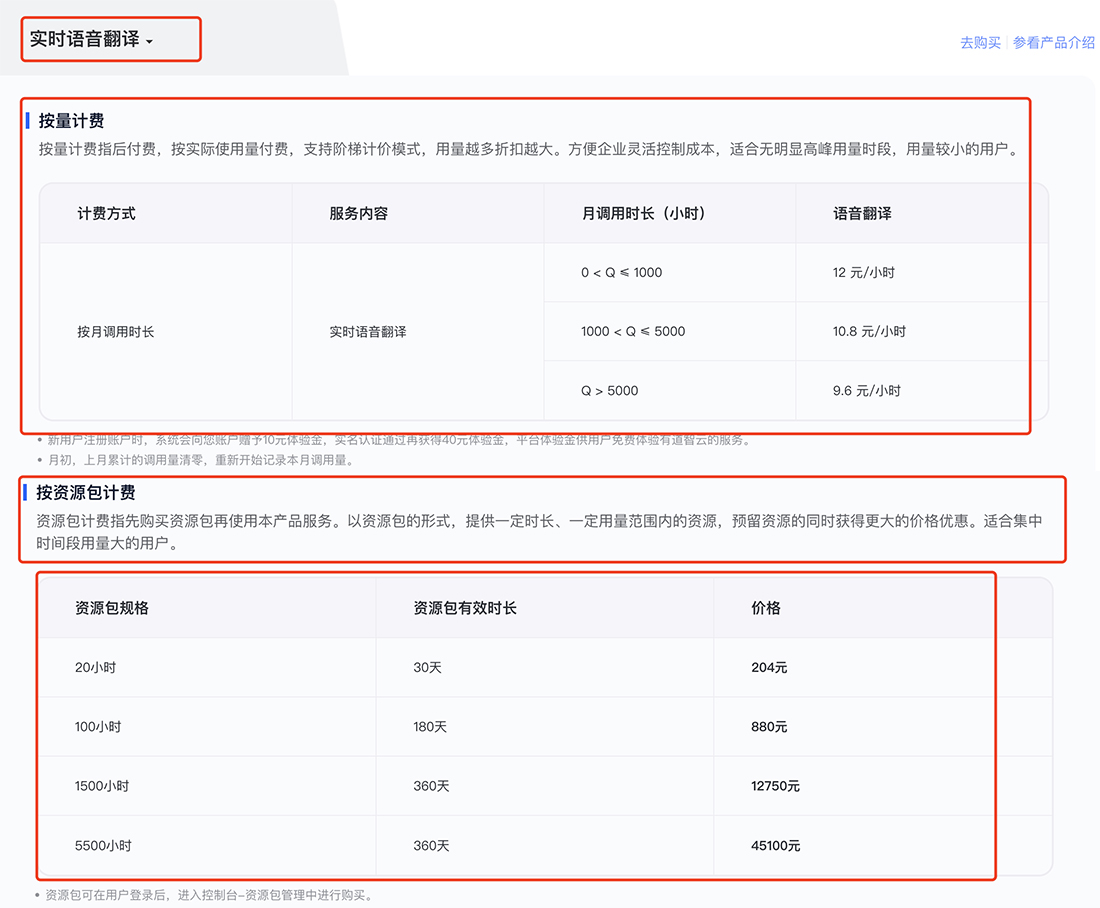 实时语音翻译
去购买 参看产品介绍
按量计费
按量计费指后付费，按实际使用量付费，支持阶梯计价模式，用量越多折扣越大。方便企业灵活控制成本，适合无明显高峰用量时段，用量较小的用户。
计费方式 服务内容 月调用时长（小时） 语音翻译
0 < Q ≤ 1000 12 元/小时
按月调用时长 实时语音翻译 1000 < Q ≤ 5000 10.8 元/小时
Q > 5000 9.6 元/小时
• 新用户注册账户时，系统会向您账户赠予10元体验金，实名认证通过再获得40元体验金，平台体验金供用户免费体验有道智云的服务。
• 月初，上月累计的调用量清零，重新开始记录本月调用量。
按资源包计费
资源包计费指先购买资源包再使用本产品服务。以资源包的形式，提供一定时长、一定用量范围内的资源，预留资源的同时获得更大的价格优惠。适合集中
时间段用量大的用户。
资源包规格 资源包有效时长 价格
20小时 30天 204元
100小时 180天 880元
1500小时 360天 12750元
5500小时 360天 45100元
• 资源包可在用户登录后，进入控制台-资源包管理中进行购买。